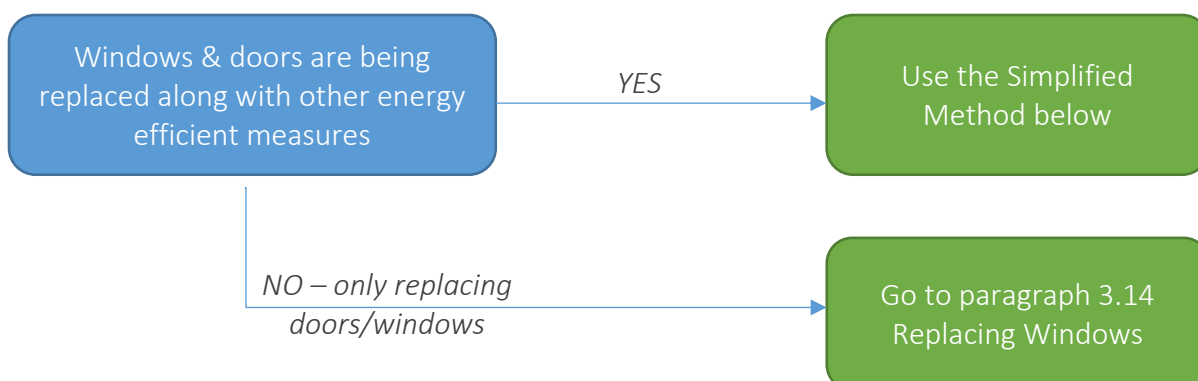 Windows & doors are being
replaced along with other energy
efficient measures
YES
Use the Simplified
Method below
NO – only replacing
doors/windows
Go to paragraph 3.14
Replacing Windows